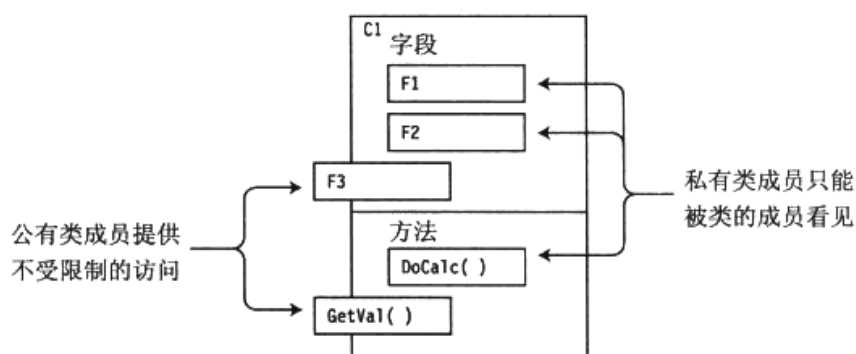 C1
字段
F1
F2
F3
方法
DoCalc( )
GetVal( )
公有类成员提供
不受限制的访问
私有类成员只能
被类的成员看见